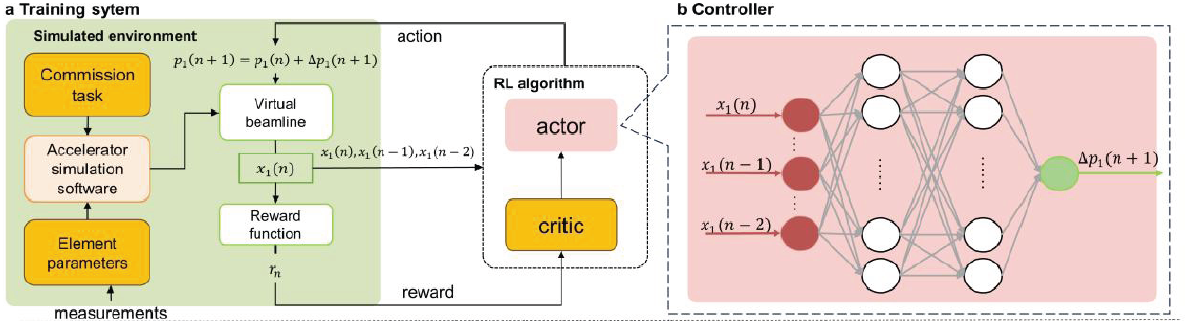 a Training sytem
Simulated environment
Commission
task
Accelerator
simulation
software
Element
parameters
measurements
p₁(n + 1) = p₁(n) + Δp₁(n + 1)
Virtual
beamline
x₁(n)
Reward
function
rₙ
x₁(n),x₁(n−1),x₁(n−2)
action
reward
RL algorithm
actor
critic
b Controller
x₁(n)
x₁(n − 1)
x₁(n − 2)
Δp₁(n + 1)